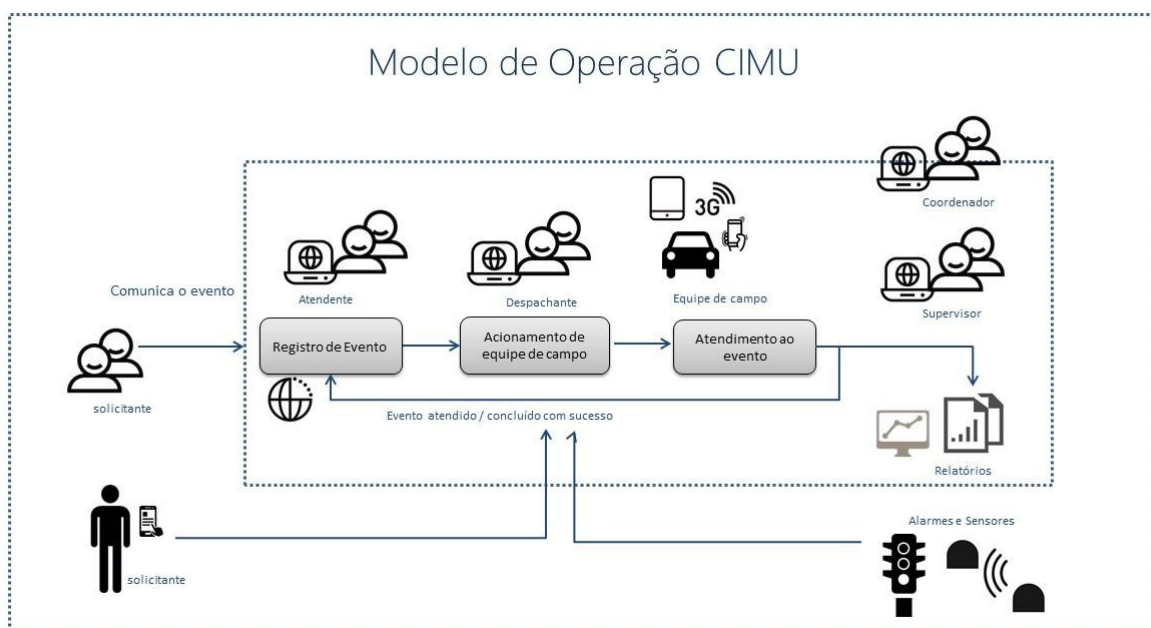 Modelo de Operação CIMU
Coordenador
3G
Atendente
Despachante
Equipe de campo
Supervisor
Comunica o evento
Registro de Evento
Acionamento de
equipe de campo
Atendimento ao
evento
solicitante
Evento atendido / concluído com sucesso
Relatórios
Alarmes e Sensores
solicitante